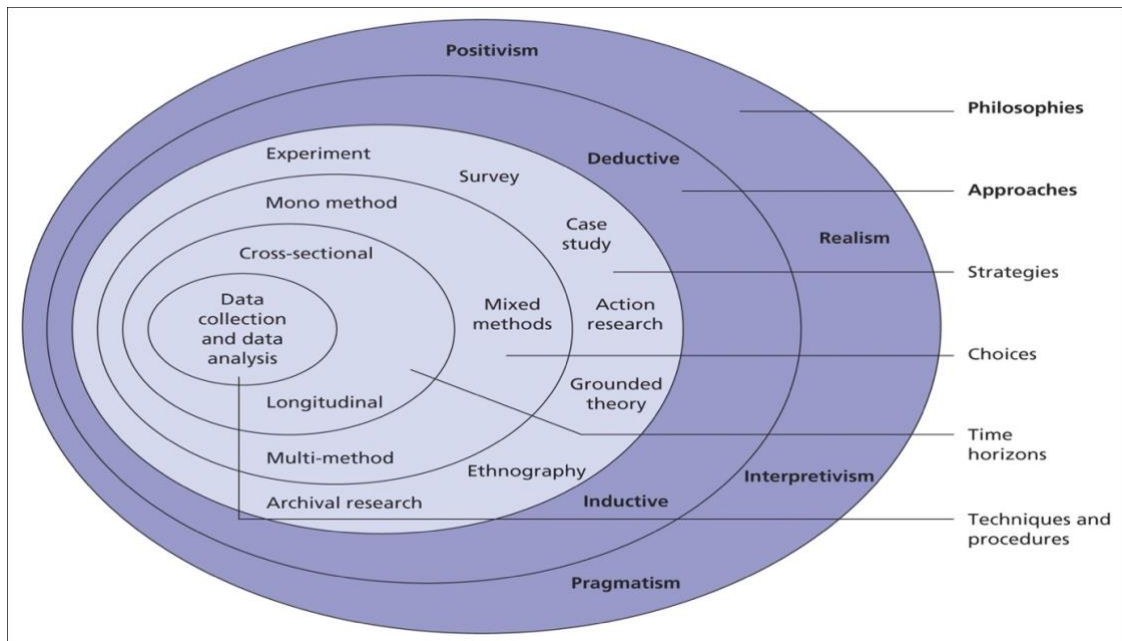 Positivism
Philosophies
Deductive
Approaches
Realism
Experiment
Survey
Case
study
Strategies
Mono method
Cross-sectional
Data
collection
and data
analysis
Mixed
methods
Action
research
Choices
Longitudinal
Grounded
theory
Time
horizons
Multi-method
Ethnography
Interpretivism
Archival research
Inductive
Techniques and
procedures
Pragmatism